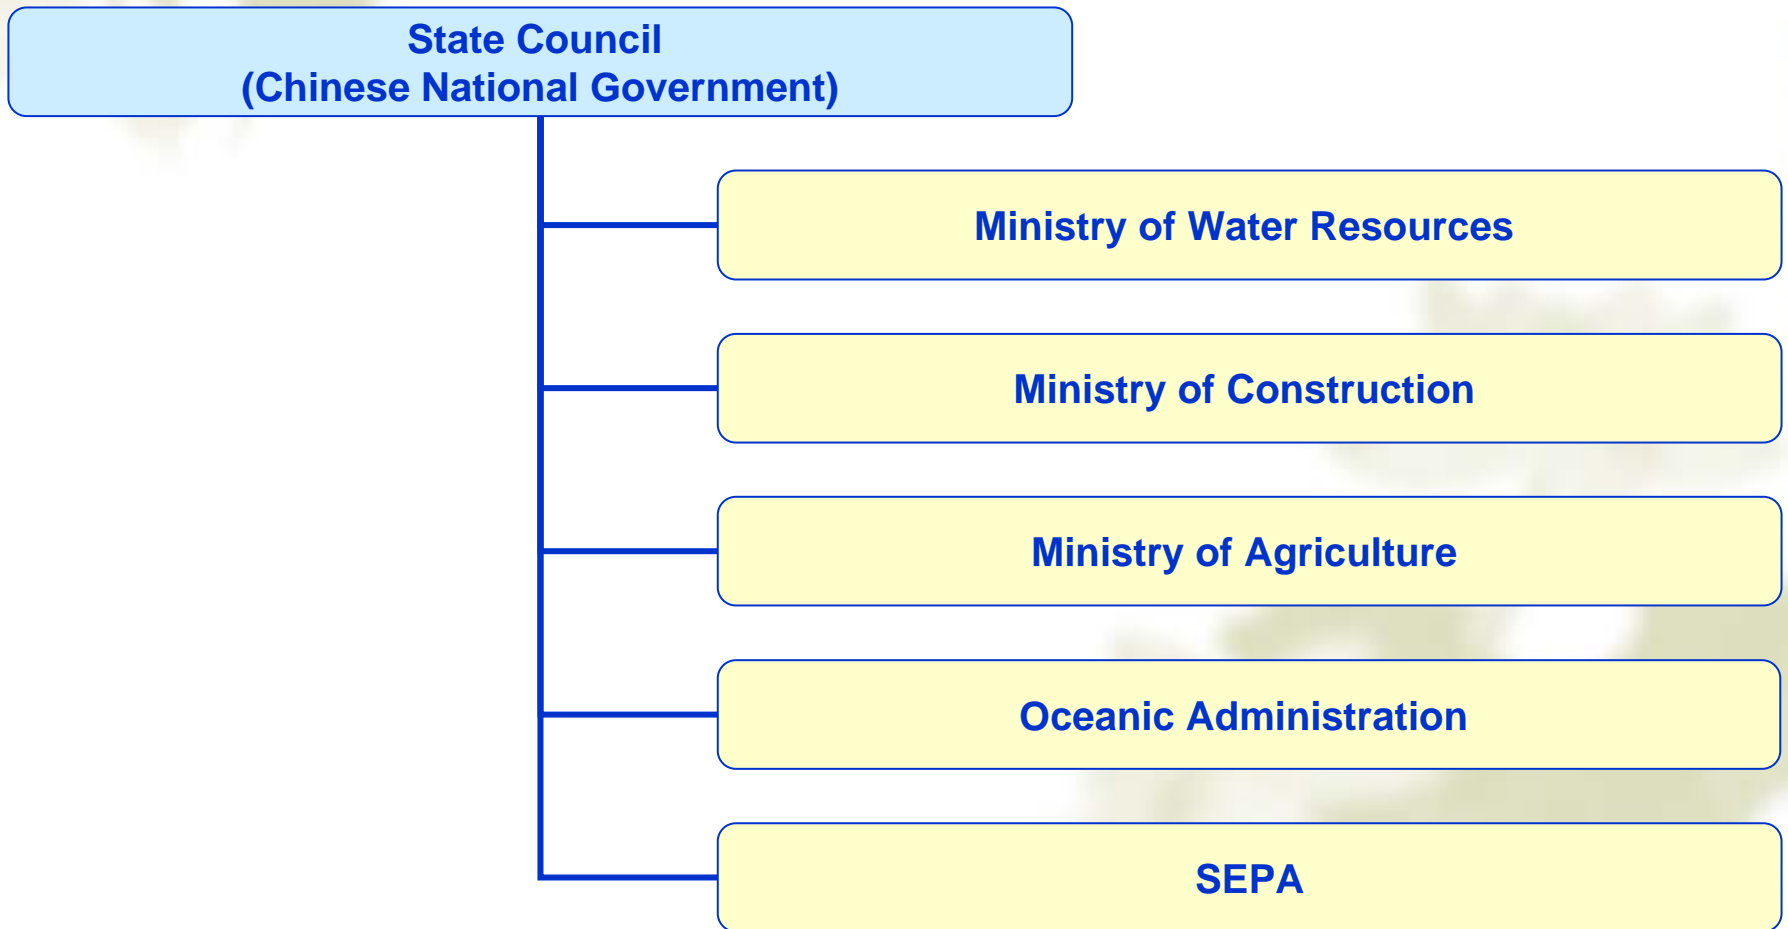 State Council
(Chinese National Government)
Ministry of Water Resources
Ministry of Construction
Ministry of Agriculture
Oceanic Administration
SEPA